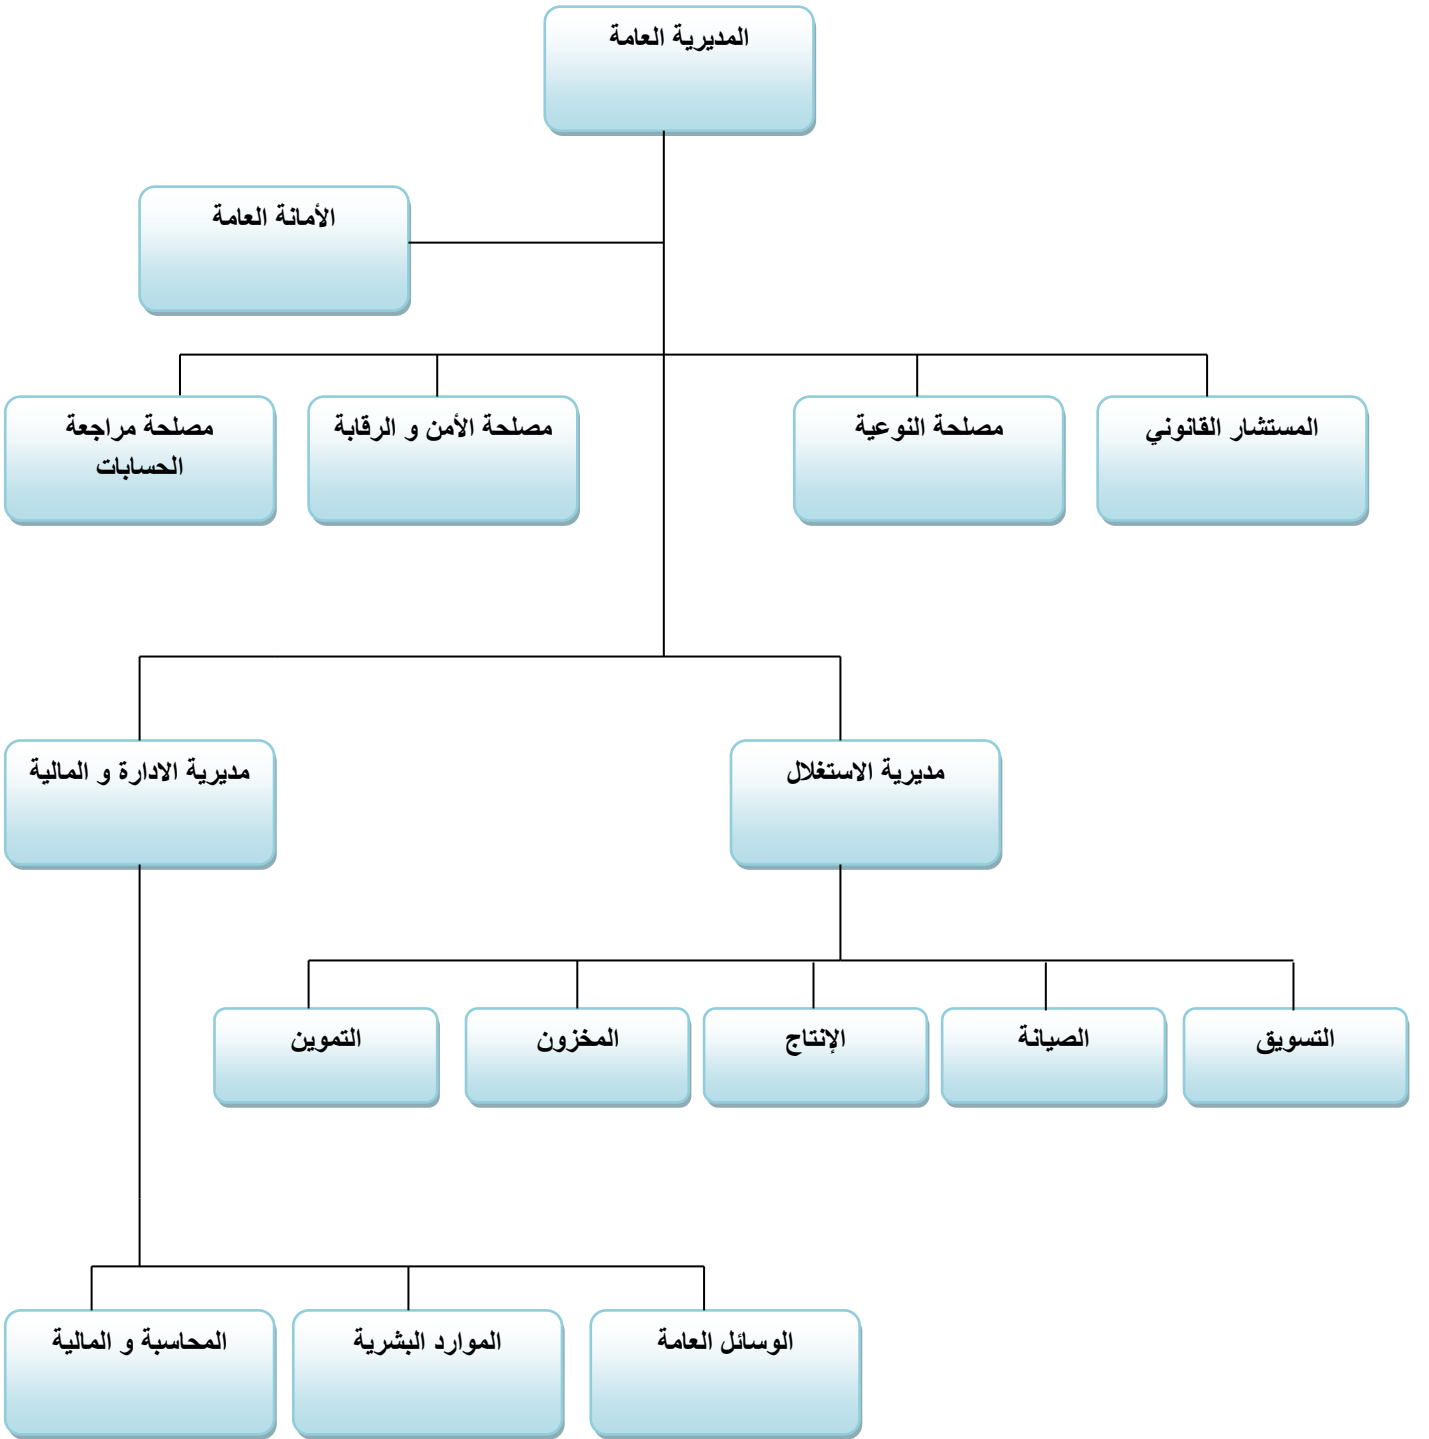 المديرية العامة
الأمانة العامة
المستشار القانوني
مصلحة النوعية
مصلحة الأمن و الرقابة
مصلحة مراجعة
الحسابات
مديرية الاستغلال
مديرية الادارة و المالية
التسويق
الصيانة
الإنتاج
المخزون
التموين
الوسائل العامة
الموارد البشرية
المحاسبة و المالية